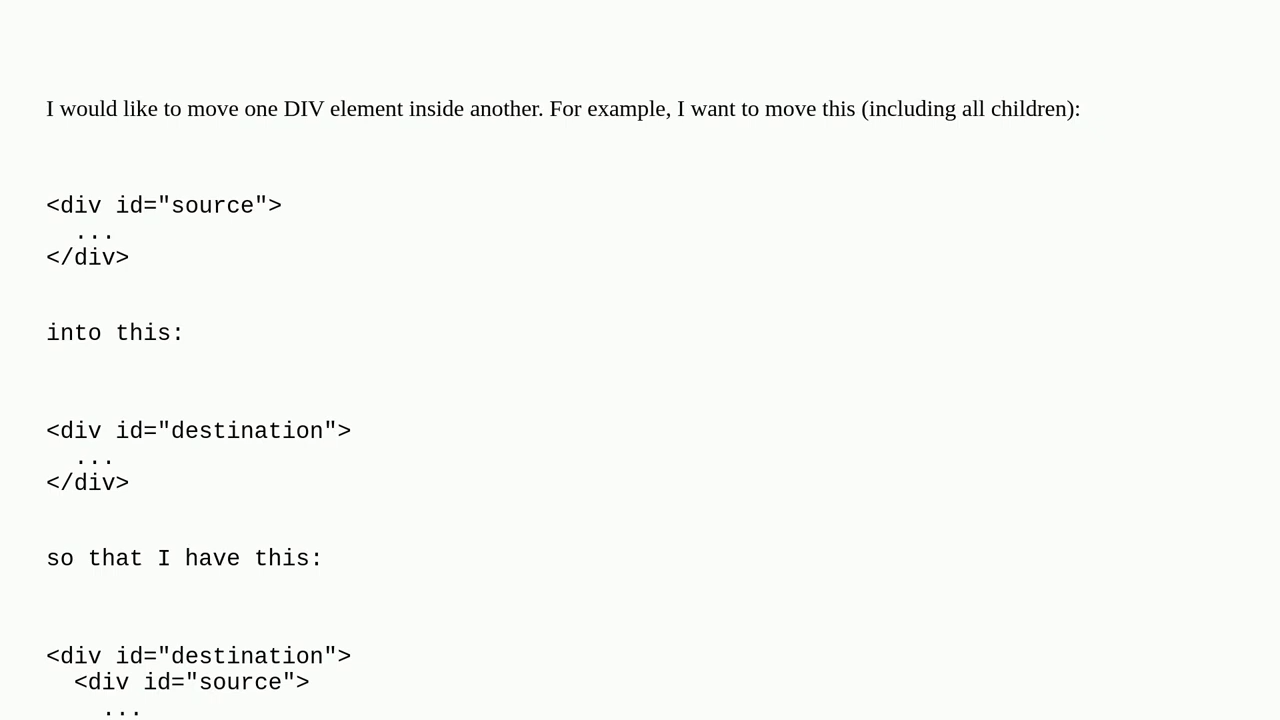 I would like to move one DIV element inside another. For example, I want to move this (including all children):
<div id="source">
  ...
</div>
into this:
<div id="destination">
  ...
</div>
so that I have this:
<div id="destination">
  <div id="source">
    ...